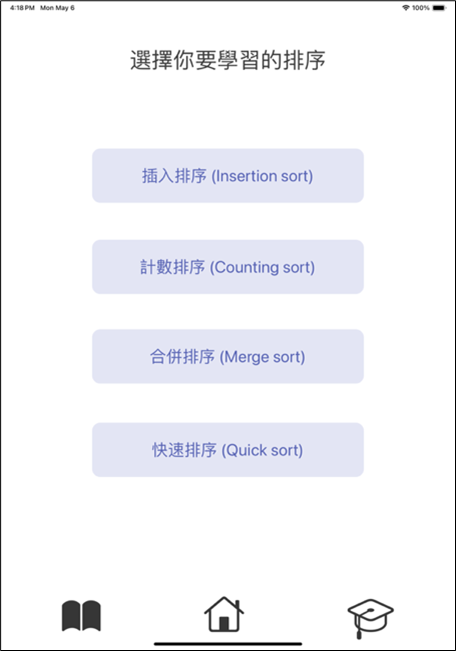 4:18 PM Mon May 6 100%
選擇你要學習的排序
插入排序 (Insertion sort)
計數排序 (Counting sort)
合併排序 (Merge sort)
快速排序 (Quick sort)